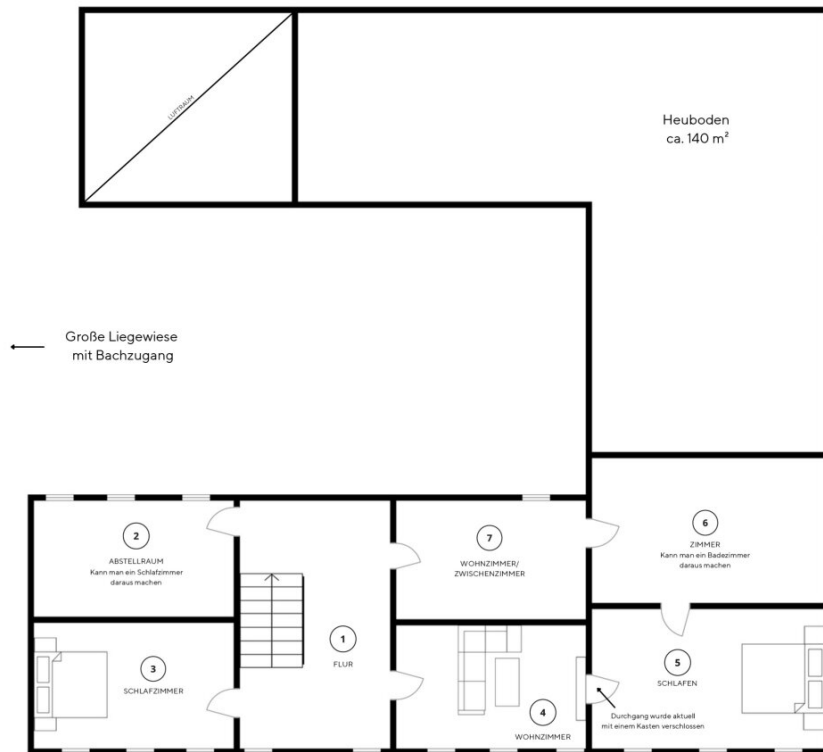 LUFTRAUM
Heuboden
ca. 140 m²
Große Liegewiese
mit Bachzugang
2
ABSTELLRAUM
Kann man ein Schlafzimmer
daraus machen
7
WOHNZIMMER/
ZWISCHENZIMMER
6
ZIMMER
Kann man ein Badezimmer
daraus machen
3
SCHLAFZIMMER
1
FLUR
4
WOHNZIMMER
5
SCHLAFEN
Durchgang wurde aktuell
mit einem Kasten verschlossen